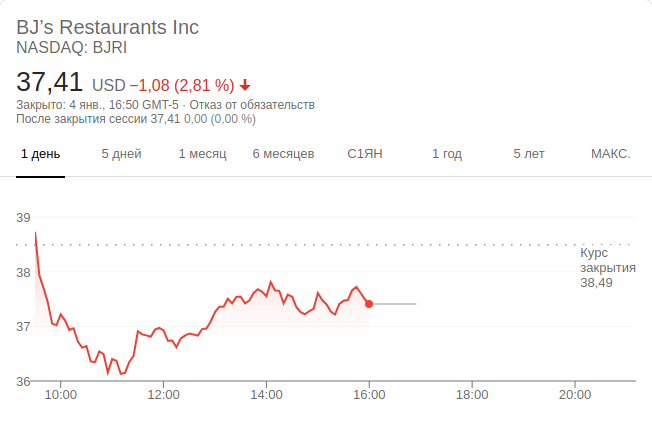 BJ’s Restaurants Inc
NASDAQ: BJRI
37,41 USD −1,08 (2,81 %)
Закрыто: 4 янв., 16:50 GMT-5 · Отказ от обязательств
После закрытия сессии 37,41 0,00 (0,00 %)
1 день 5 дней 1 месяц 6 месяцев С1ЯН 1 год 5 лет МАКС.
39
Курс
закрытия
38,49
38
37
36
10:00 12:00 14:00 16:00 18:00 20:00